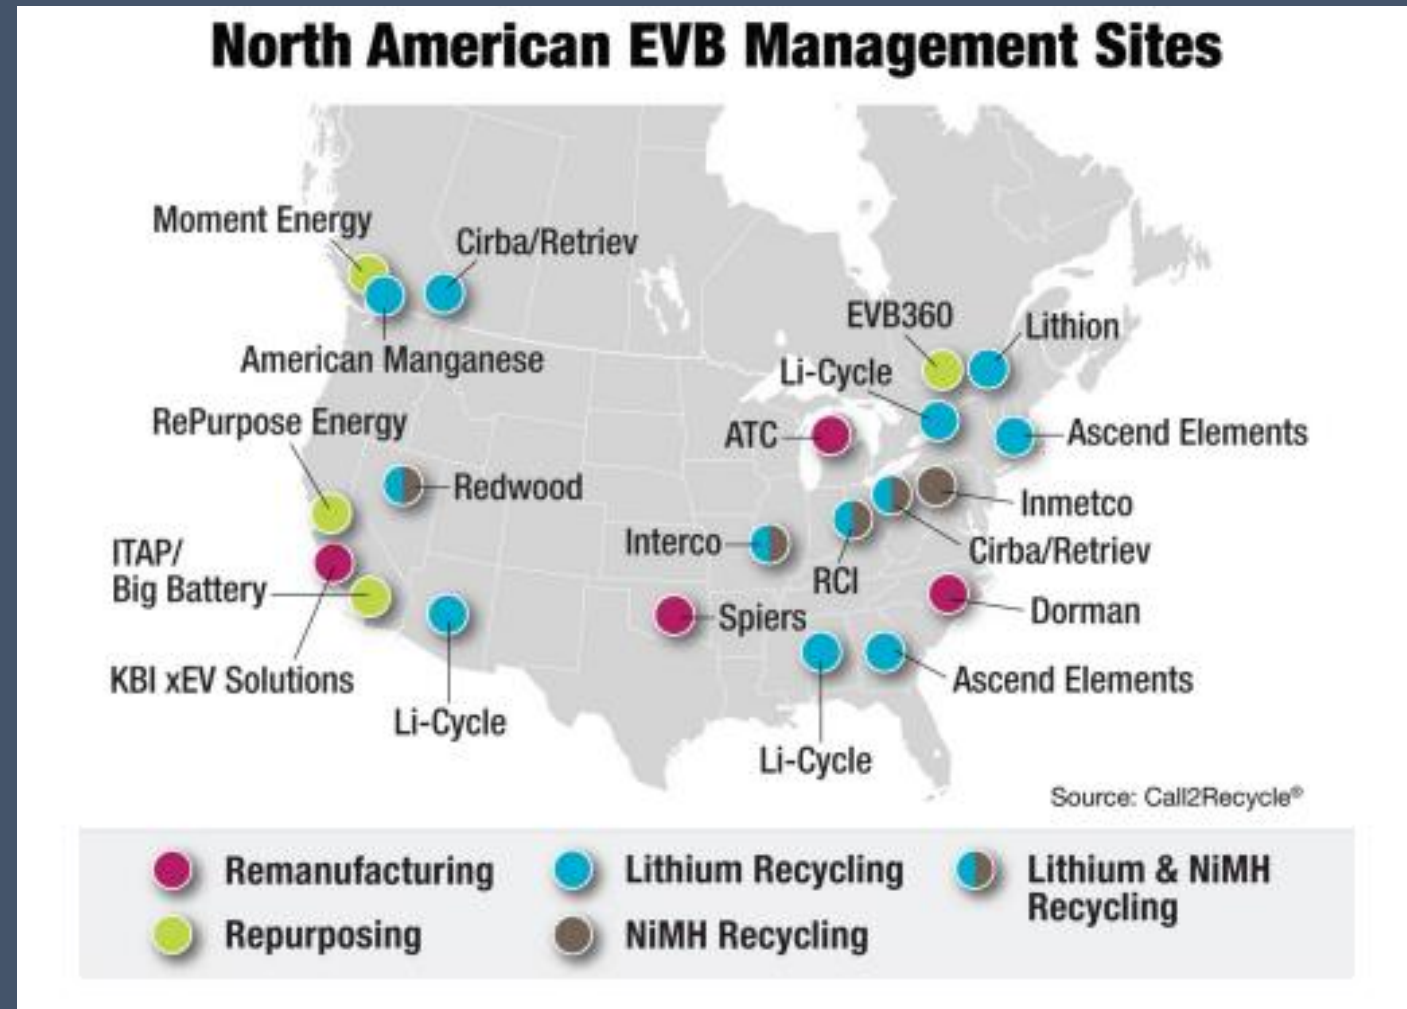 North American EVB Management Sites
Moment Energy
Cirba/Retriev
American Manganese
EVB360
Lithion
Li-Cycle
RePurpose Energy
ATC
Ascend Elements
Redwood
Inmetco
Interco
Cirba/Retriev
ITAP/
Big Battery
RCI
Dorman
Spiers
KBI xEV Solutions
Ascend Elements
Li-Cycle
Li-Cycle
Source: Call2Recycle®
Remanufacturing
Lithium Recycling
Lithium & NiMH
Recycling
Repurposing
NiMH Recycling